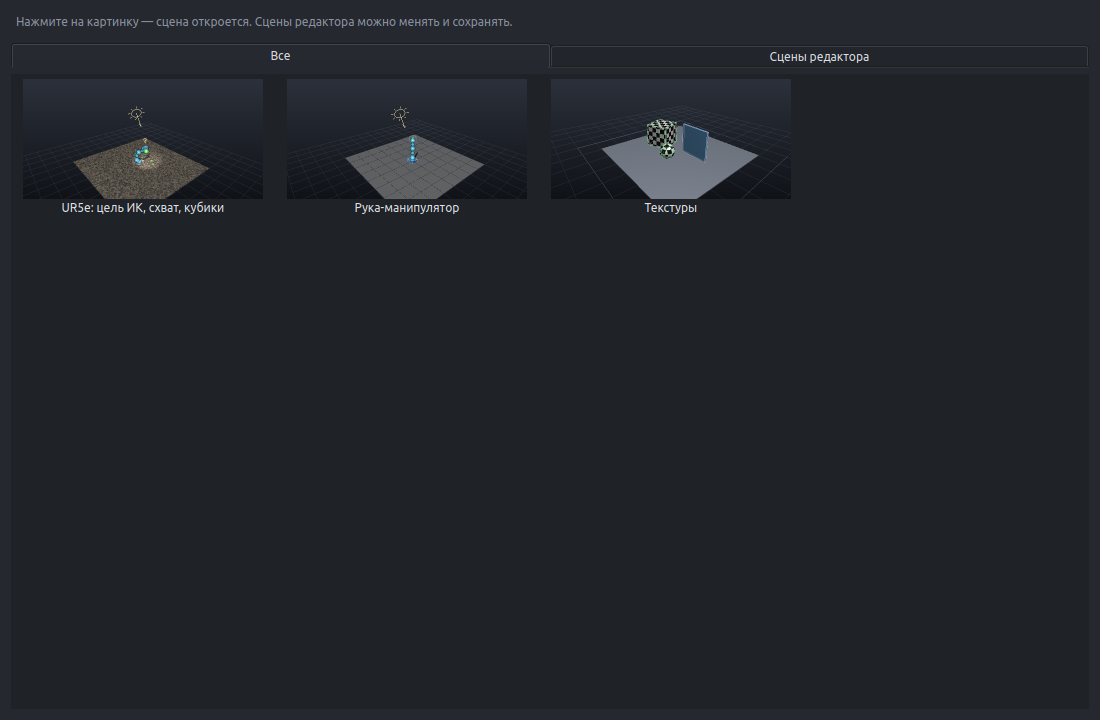 Нажмите на картинку — сцена откроется. Сцены редактора можно менять и сохранять.
Все
Сцены редактора
UR5e: цель ИК, схват, кубики
Рука-манипулятор
Текстуры